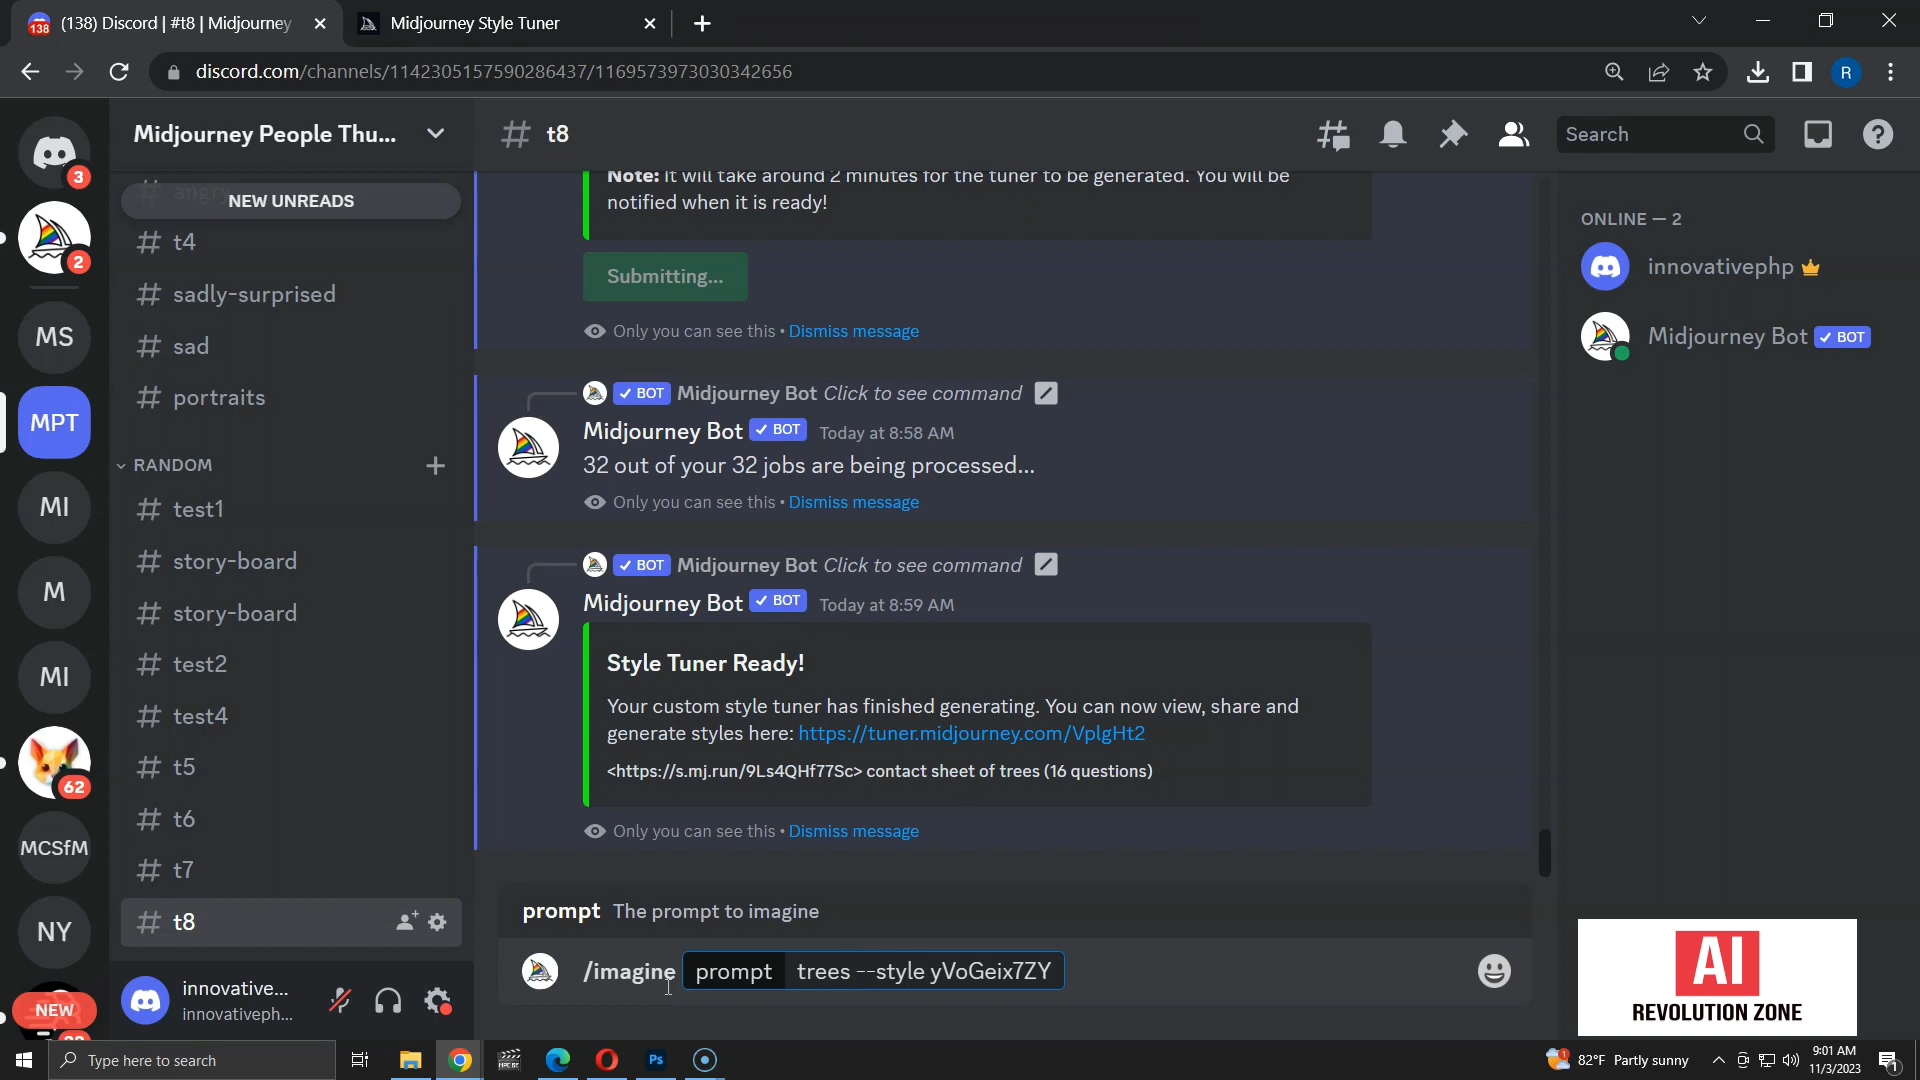 (138) Discord | #t8 | Midjourney
Midjourney Style Tuner
discord.com/channels/1142305157590286437/1169573973030342656
R
Midjourney People Thu...
t8
Search
3
2
MS
MPT
MI
M
MI
62
MCSfM
NY
NEW
NEW UNREADS
t4
sadly-surprised
sad
portraits
RANDOM
test1
story-board
story-board
test2
test4
t5
t6
t7
t8
innovative...
innovativeph...
Note: It will take around 2 minutes for the tuner to be generated. You will be
notified when it is ready!
Submitting...
Only you can see this • Dismiss message
BOT Midjourney Bot Click to see command
Midjourney Bot BOT Today at 8:58 AM
32 out of your 32 jobs are being processed...
Only you can see this • Dismiss message
BOT Midjourney Bot Click to see command
Midjourney Bot BOT Today at 8:59 AM
Style Tuner Ready!
Your custom style tuner has finished generating. You can now view, share and
generate styles here: https://tuner.midjourney.com/VplgHt2
<https://s.mj.run/9Ls4QHf77Sc> contact sheet of trees (16 questions)
Only you can see this • Dismiss message
prompt The prompt to imagine
/imagine prompt trees --style yVoGeix7ZY
ONLINE — 2
innovativephp
Midjourney Bot BOT
AI
REVOLUTION ZONE
Type here to search
Ps
82°F Partly sunny
9:01 AM
11/3/2023
1